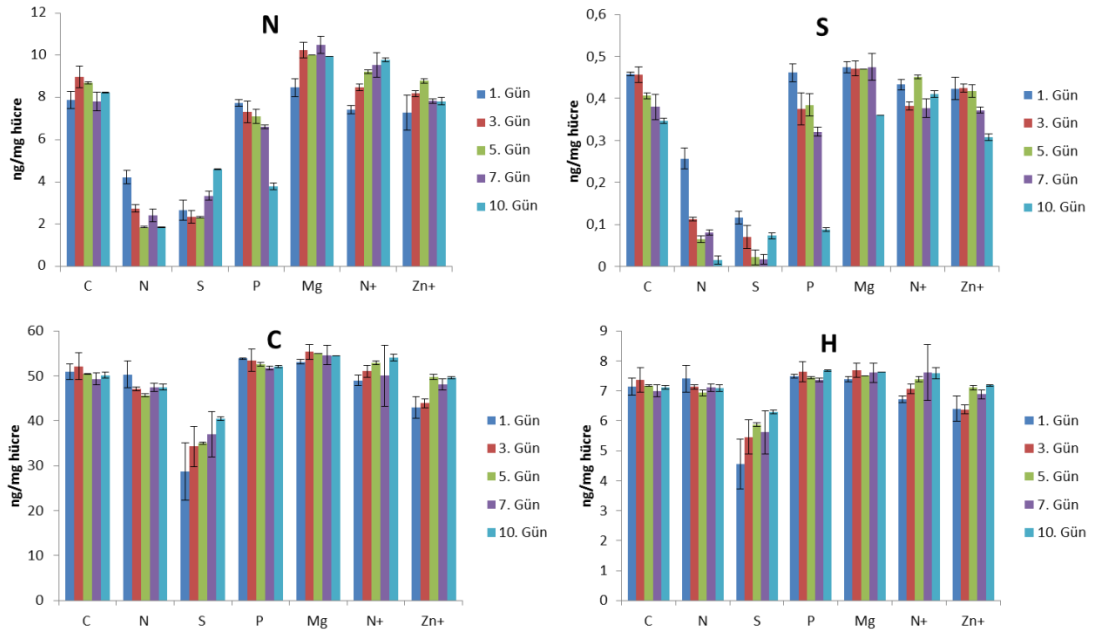 N
12
10
8
6
4
2
0
ng/mg hücre
C N S P Mg N+ Zn+
1. Gün
3. Gün
5. Gün
7. Gün
10. Gün
S
0,6
0,5
0,4
0,3
0,2
0,1
0
ng/mg hücre
C N S P Mg N+ Zn+
1. Gün
3. Gün
5. Gün
7. Gün
10. Gün
C
60
50
40
30
20
10
0
ng/mg hücre
C N S P Mg N+ Zn+
1. Gün
3. Gün
5. Gün
7. Gün
10. Gün
H
9
8
7
6
5
4
3
2
1
0
ng/mg hücre
C N S P Mg N+ Zn+
1. Gün
3. Gün
5. Gün
7. Gün
10. Gün